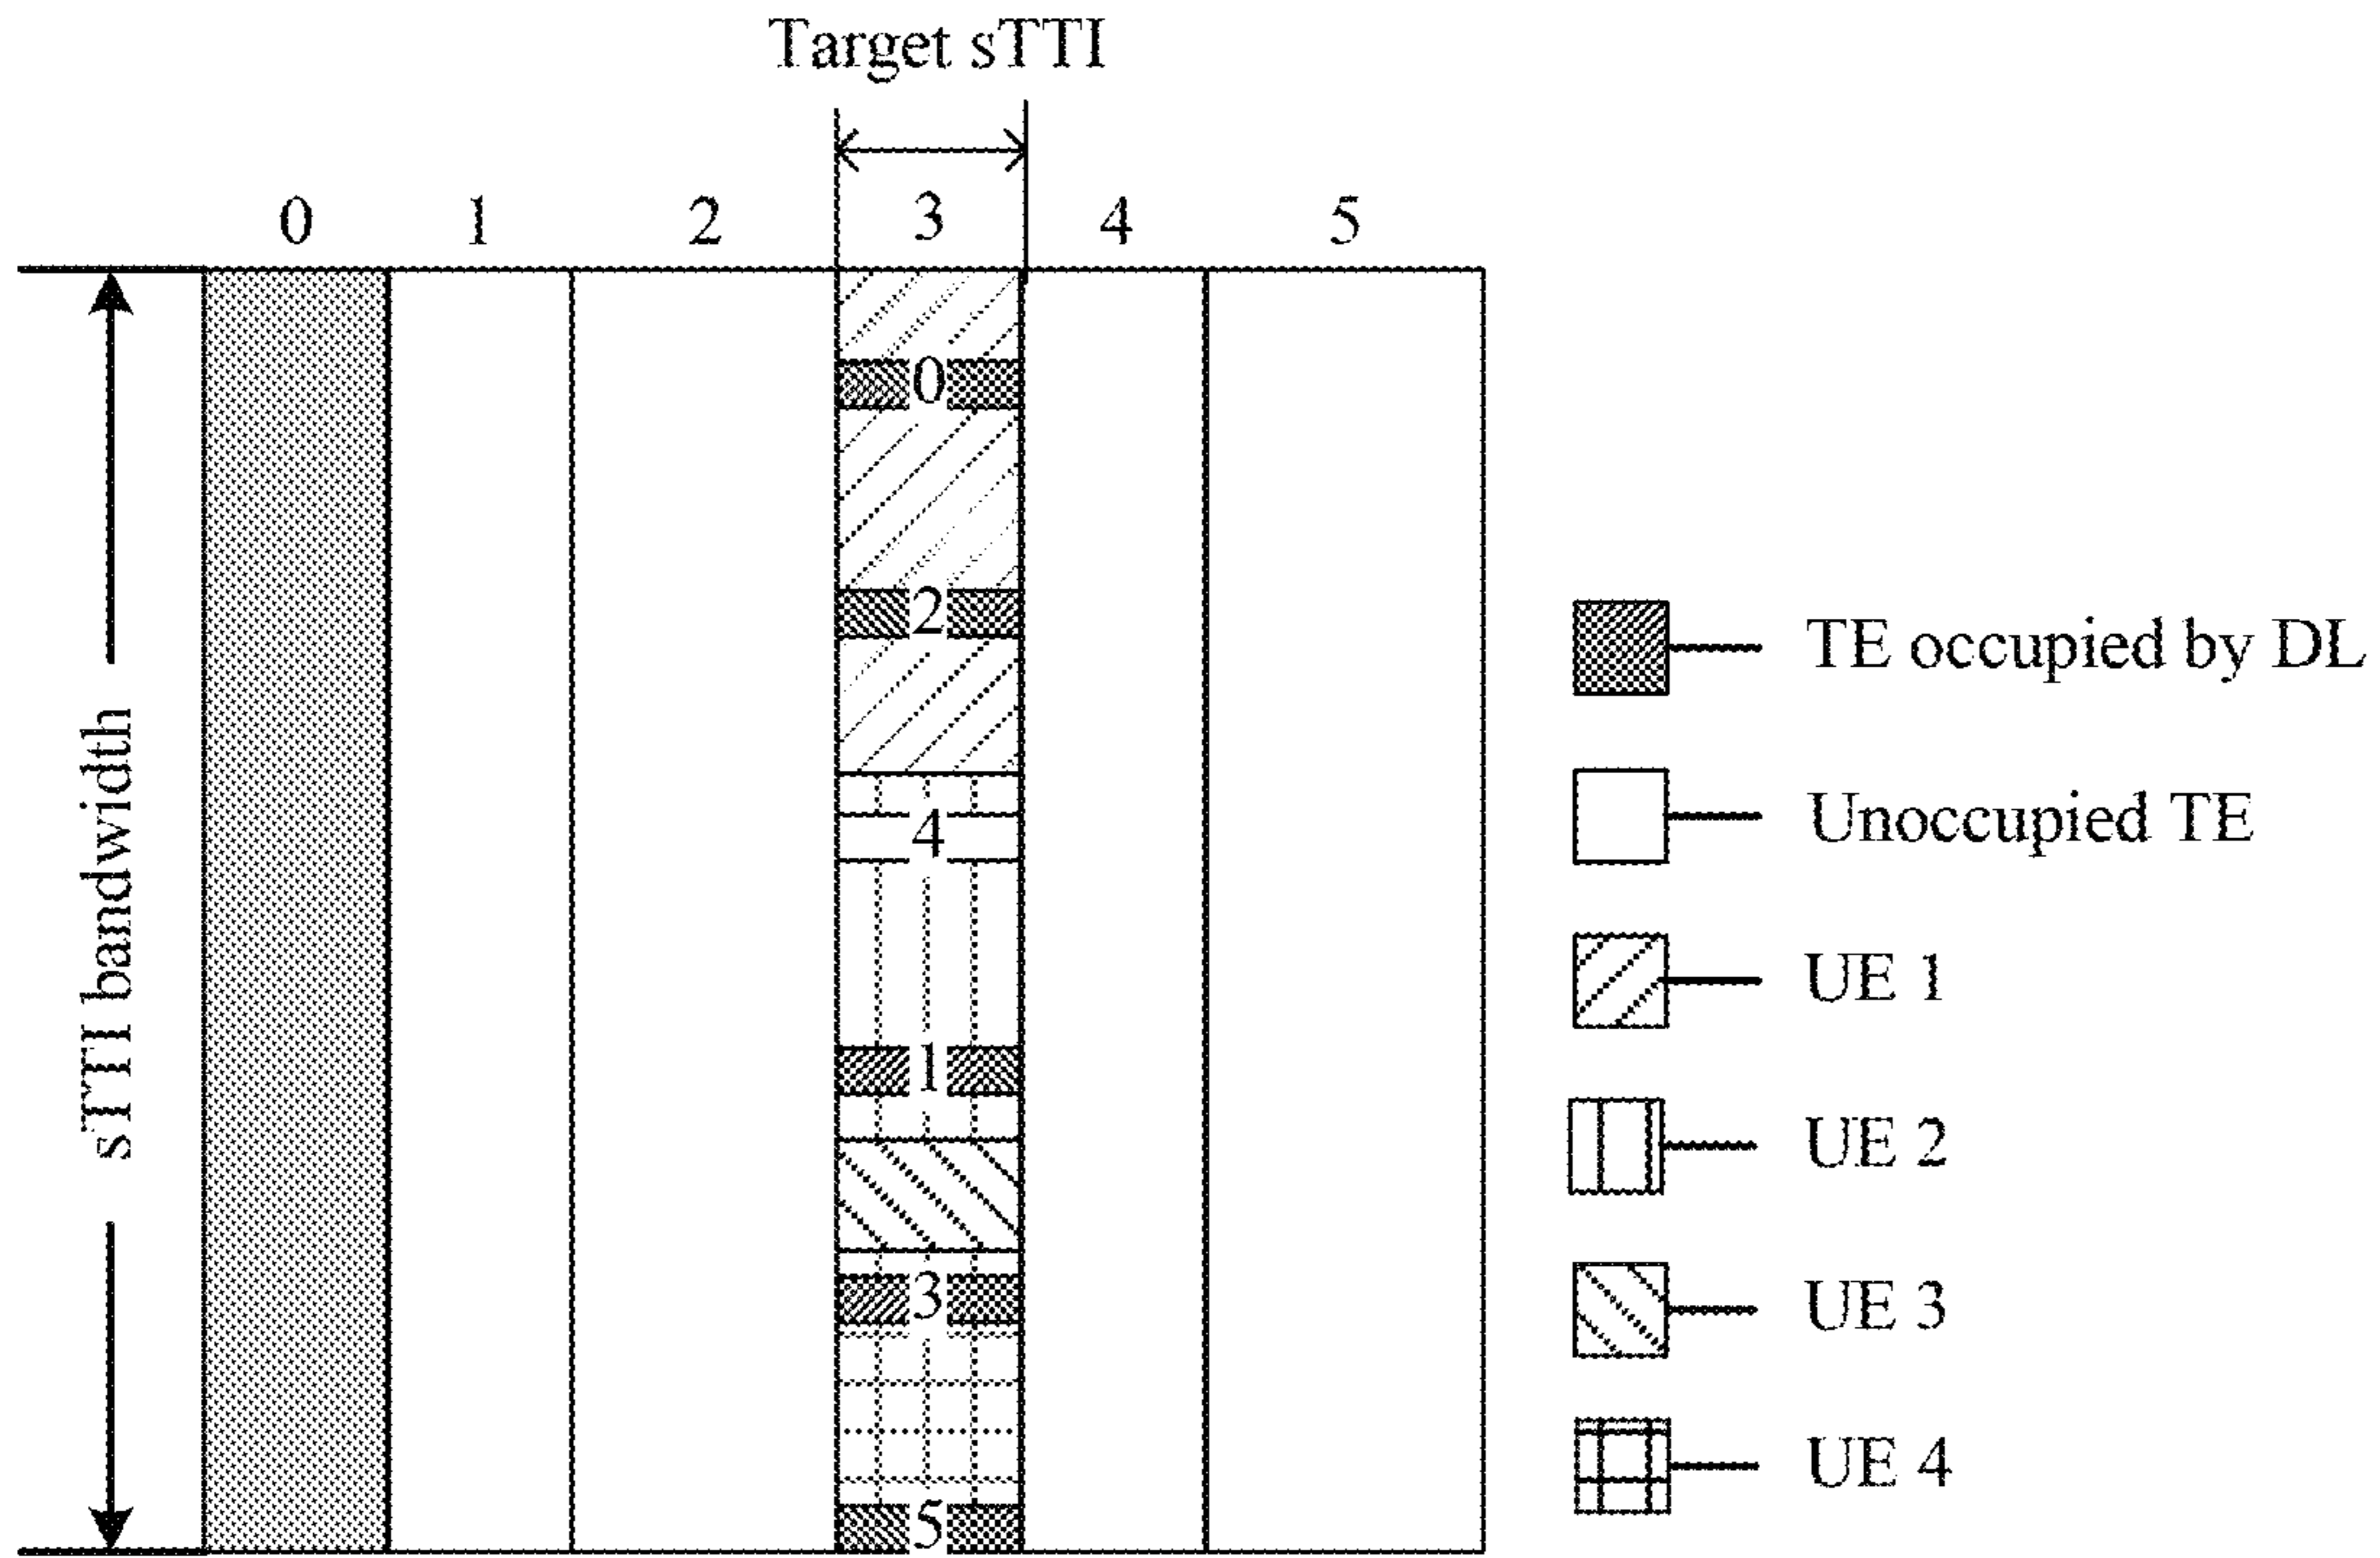 Target sTTI
0 1 2 3 4 5
0
2
4
1
3
5
sTTI bandwidth
TE occupied by DL
Unoccupied TE
UE 1
UE 2
UE 3
UE 4